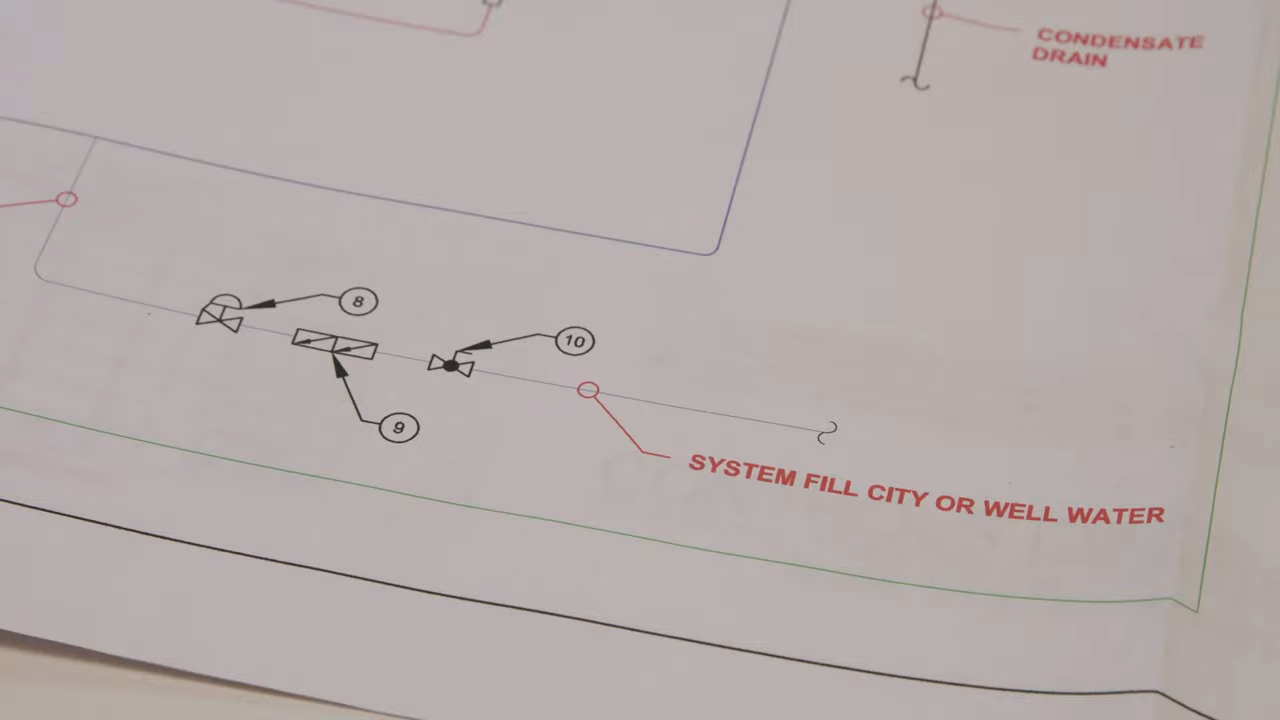 CONDENSATE
DRAIN
8
10
9
SYSTEM FILL CITY OR WELL WATER